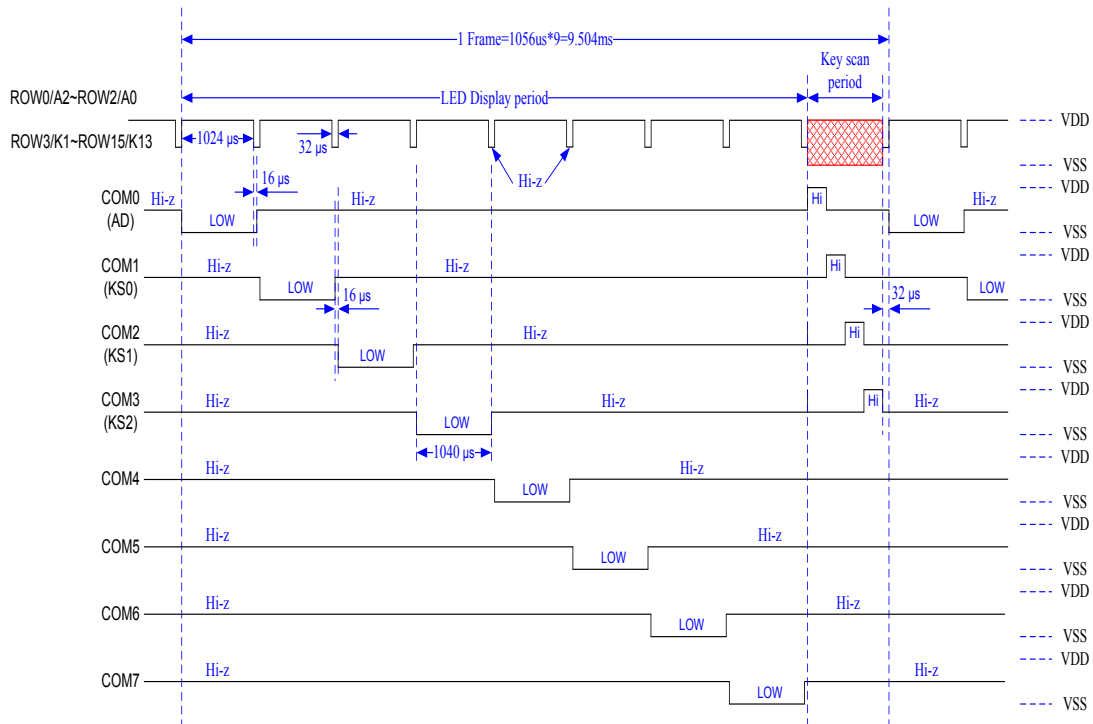 1 Frame=1056us*9=9.504ms
Key scan
period
ROW0/A2~ROW2/A0
LED Display period
VDD
ROW3/K1~ROW15/K13
1024 µs
32 µs
VSS
Hi-z
16 µs
VDD
COM0
(AD)
Hi-z
LOW
Hi-z
Hi
LOW
Hi-z
VSS
VDD
COM1
(KS0)
Hi-z
LOW
Hi-z
Hi
LOW
16 µs
32 µs
VSS
VDD
COM2
(KS1)
Hi-z
LOW
Hi-z
Hi
VSS
VDD
COM3
(KS2)
Hi-z
LOW
Hi-z
Hi
Hi-z
VSS
1040 µs
VDD
COM4
Hi-z
LOW
Hi-z
VSS
VDD
COM5
Hi-z
LOW
Hi-z
VSS
VDD
COM6
Hi-z
LOW
Hi-z
VSS
VDD
COM7
Hi-z
LOW
Hi-z
VSS